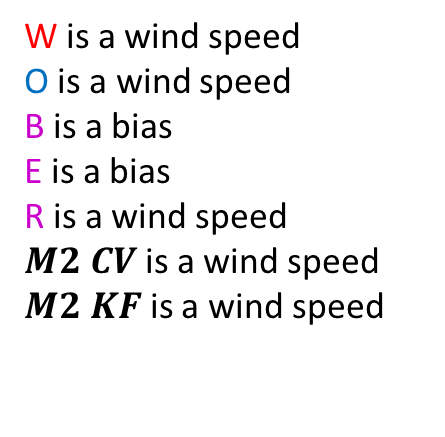 W is a wind speed
O is a wind speed
B is a bias
E is a bias
R is a wind speed
M2 CV is a wind speed
M2 KF is a wind speed